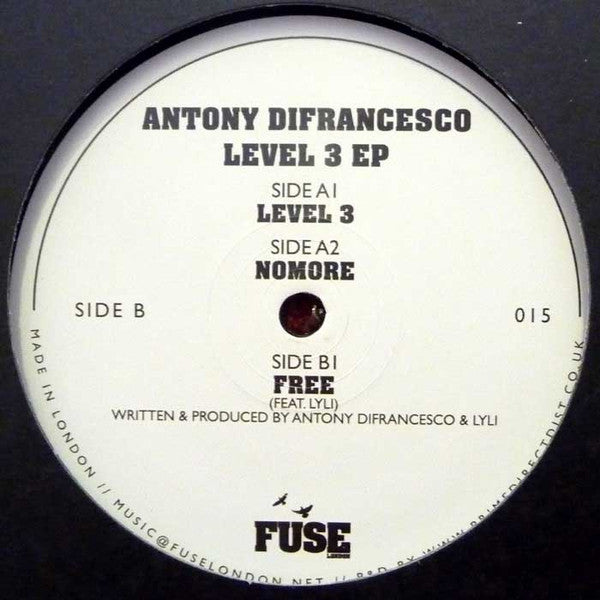 ANTONY DIFRANCESCO
LEVEL 3 EP
SIDE A1
LEVEL 3
SIDE A2
NOMORE
SIDE B
015
SIDE B1
FREE
(FEAT. LYLI)
WRITTEN & PRODUCED BY ANTONY DIFRANCESCO & LYLI
FUSE
LONDON
MADE IN LONDON // MUSIC@FUSELONDON.NET // P&D BY WWW.PRIMEDIRECTDIST.CO.UK